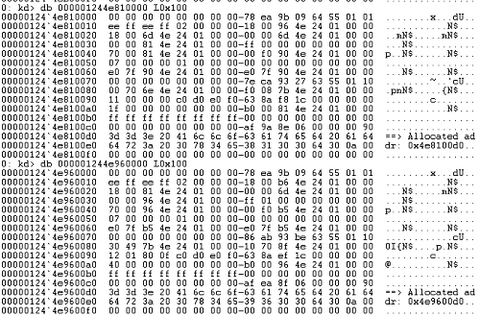 0: kd> db 000001244e810000 L0x100
00000124`4e810000  00 00 00 00 00 00 00 00-78 ea 9b 09 64 55 01 01  ........x...dU..
00000124`4e810010  ee ff ee ff 02 00 00 00-18 00 96 4e 24 01 00 00  ...........N$...
00000124`4e810020  18 00 6d 4e 24 01 00 00-00 00 6d 4e 24 01 00 00  ..mN$.....mN$...
00000124`4e810030  00 00 81 4e 24 01 00 00-ff 00 00 00 00 00 00 00  ...N$...........
00000124`4e810040  70 00 81 4e 24 01 00 00-00 f0 90 4e 24 01 00 00  p..N$......N$...
00000124`4e810050  07 00 00 00 01 00 00 00-00 00 00 00 00 00 00 00  ................
00000124`4e810060  e0 7f 90 4e 24 01 00 00-e0 7f 90 4e 24 01 00 00  ...N$......N$...
00000124`4e810070  00 00 00 00 00 00 00 00-7e ca 93 27 63 55 01 10  ........~..'cU..
00000124`4e810080  00 70 6e 4e 24 01 00 00-f0 08 7b 4e 24 01 00 00  .pnN$.....{N$...
00000124`4e810090  11 00 00 00 c0 d0 e0 f0-63 8a f8 1c 00 00 00 00  ........c.......
00000124`4e8100a0  1f 00 00 00 00 00 00 00-b0 00 81 4e 24 01 00 00  ...........N$...
00000124`4e8100b0  ff ff ff ff ff ff ff ff-00 00 00 00 00 00 00 00  ................
00000124`4e8100c0  00 00 00 00 00 00 00 00-af 9a 8e 06 00 00 00 90  ................
00000124`4e8100d0  3d 3d 3e 20 41 6c 6c 6f-63 61 74 65 64 20 61 64  ==> Allocated ad
00000124`4e8100e0  64 72 3a 20 30 78 34 65-38 31 30 30 64 30 0a 00  dr: 0x4e8100d0..
00000124`4e8100f0  00 00 00 00 00 00 00 00-00 00 00 00 00 00 00 00  ................
0: kd> db 000001244e960000 L0x100
00000124`4e960000  00 00 00 00 00 00 00 00-78 ea 9b 09 64 55 01 01  ........x...dU..
00000124`4e960010  ee ff ee ff 02 00 00 00-18 00 b6 4e 24 01 00 00  ...........N$...
00000124`4e960020  18 00 81 4e 24 01 00 00-00 00 6d 4e 24 01 00 00  ...N$.....mN$...
00000124`4e960030  00 00 96 4e 24 01 00 00-ff 01 00 00 00 00 00 00  ...N$...........
00000124`4e960040  70 00 96 4e 24 01 00 00-00 f0 b5 4e 24 01 00 00  p..N$......N$...
00000124`4e960050  07 00 00 00 01 00 00 00-00 00 00 00 00 00 00 00  ................
00000124`4e960060  e0 7f b5 4e 24 01 00 00-e0 7f b5 4e 24 01 00 00  ...N$......N$...
00000124`4e960070  00 00 00 00 00 00 00 00-86 ab 93 be 63 55 01 10  ............cU..
00000124`4e960080  30 49 7b 4e 24 01 00 00-10 70 8f 4e 24 01 00 00  0I{N$....p.N$...
00000124`4e960090  12 01 80 0f c0 d0 e0 f0-63 8a ef 1c 00 00 00 00  ........c.......
00000124`4e9600a0  40 00 00 00 00 00 00 00-b0 00 96 4e 24 01 00 00  @..........N$...
00000124`4e9600b0  ff ff ff ff ff ff ff ff-00 00 00 00 00 00 00 00  ................
00000124`4e9600c0  00 00 00 00 00 00 00 00-af ea 8f 06 00 00 00 90  ................
00000124`4e9600d0  3d 3d 3e 20 41 6c 6c 6f-63 61 74 65 64 20 61 64  ==> Allocated ad
00000124`4e9600e0  64 72 3a 20 30 78 34 65-39 36 30 30 64 30 0a 00  dr: 0x4e9600d0..
00000124`4e9600f0  00 00 00 00 00 00 00 00-00 00 00 00 00 00 00 00  ................